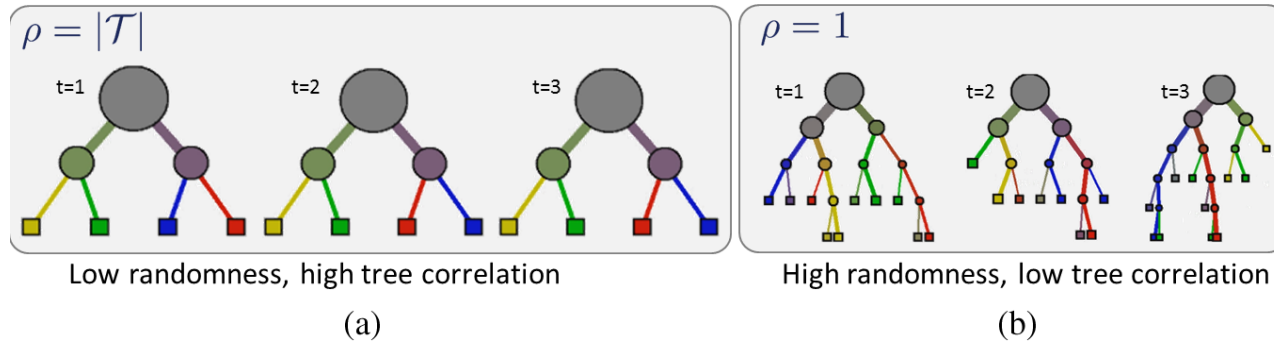 ρ = |𝒯|
t=1
t=2
t=3
Low randomness, high tree correlation
(a)
ρ = 1
t=1
t=2
t=3
High randomness, low tree correlation
(b)